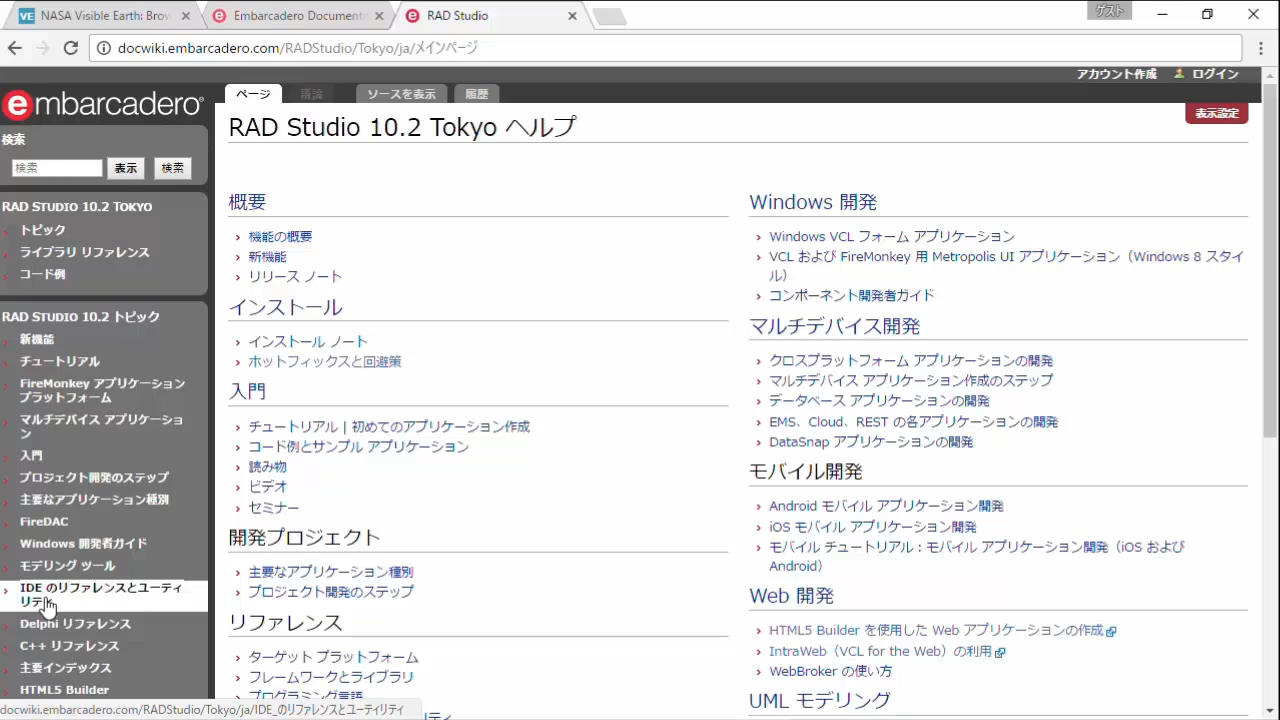 NASA Visible Earth: Brow
Embarcadero Document
RAD Studio
ゲスト
docwiki.embarcadero.com/RADStudio/Tokyo/ja/メインページ
アカウント作成
ログイン
embarcadero
ページ
議論
ソースを表示
履歴
表示設定
検索
検索
表示
検索
RAD STUDIO 10.2 TOKYO
トピック
ライブラリ リファレンス
コード例
RAD STUDIO 10.2 トピック
新機能
チュートリアル
FireMonkey アプリケーション
プラットフォーム
マルチデバイス アプリケーショ
ン
入門
プロジェクト開発のステップ
主要なアプリケーション種別
FireDAC
Windows 開発者ガイド
モデリング ツール
IDE のリファレンスとユーティ
リティ
Delphi リファレンス
C++ リファレンス
主要インデックス
HTML5 Builder
RAD Studio 10.2 Tokyo ヘルプ
概要
機能の概要
新機能
リリース ノート
インストール
インストール ノート
ホットフィックスと回避策
入門
チュートリアル | 初めてのアプリケーション作成
コード例とサンプル アプリケーション
読み物
ビデオ
セミナー
開発プロジェクト
主要なアプリケーション種別
プロジェクト開発のステップ
リファレンス
ターゲット プラットフォーム
フレームワークとライブラリ
プログラミング言語
Windows 開発
Windows VCL フォーム アプリケーション
VCL および FireMonkey 用 Metropolis UI アプリケーション（Windows 8 スタイ
ル）
コンポーネント開発者ガイド
マルチデバイス開発
クロスプラットフォーム アプリケーションの開発
マルチデバイス アプリケーション作成のステップ
データベース アプリケーションの開発
EMS、Cloud、REST の各アプリケーションの開発
DataSnap アプリケーションの開発
モバイル開発
Android モバイル アプリケーション開発
iOS モバイル アプリケーション開発
モバイル チュートリアル：モバイル アプリケーション開発（iOS および
Android）
Web 開発
HTML5 Builder を使用した Web アプリケーションの作成
IntraWeb（VCL for the Web）の利用
WebBroker の使い方
UML モデリング
docwiki.embarcadero.com/RADStudio/Tokyo/ja/IDE_のリファレンスとユーティリティ